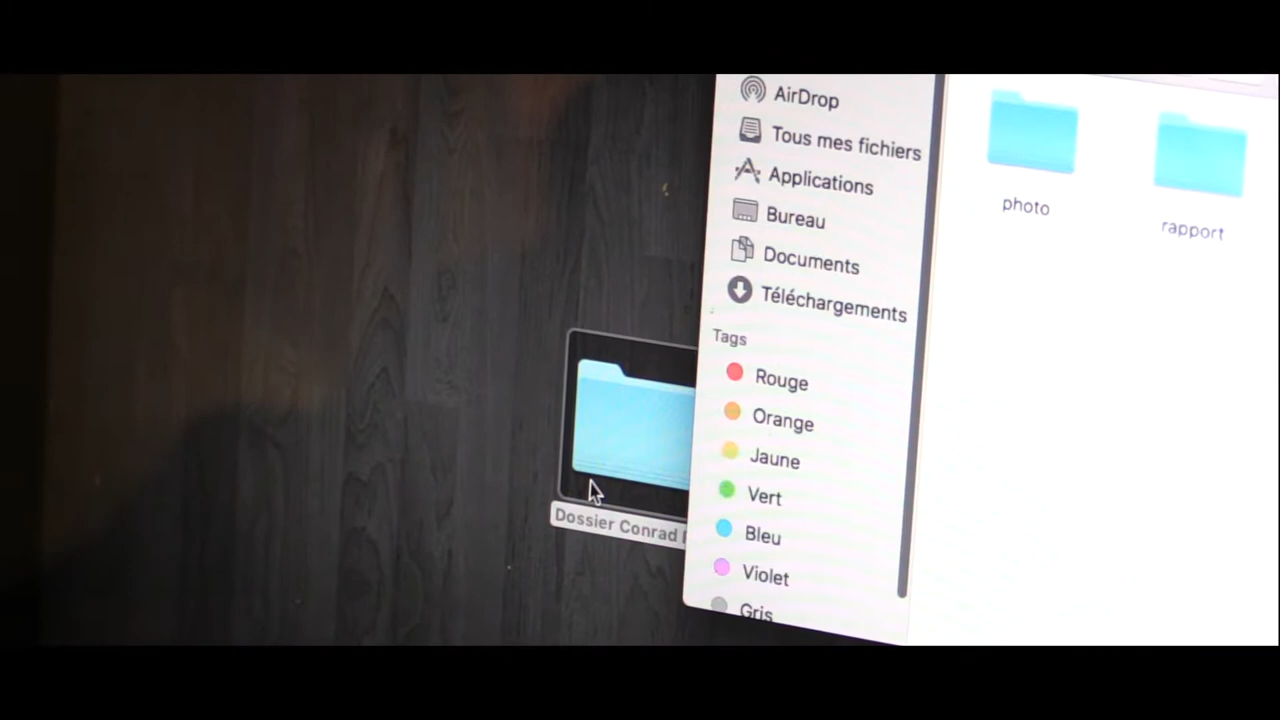 AirDrop
Tous mes fichiers
Applications
Bureau
Documents
Téléchargements
Tags
Rouge
Orange
Jaune
Vert
Bleu
Violet
Gris
photo
rapport
Dossier Conrad